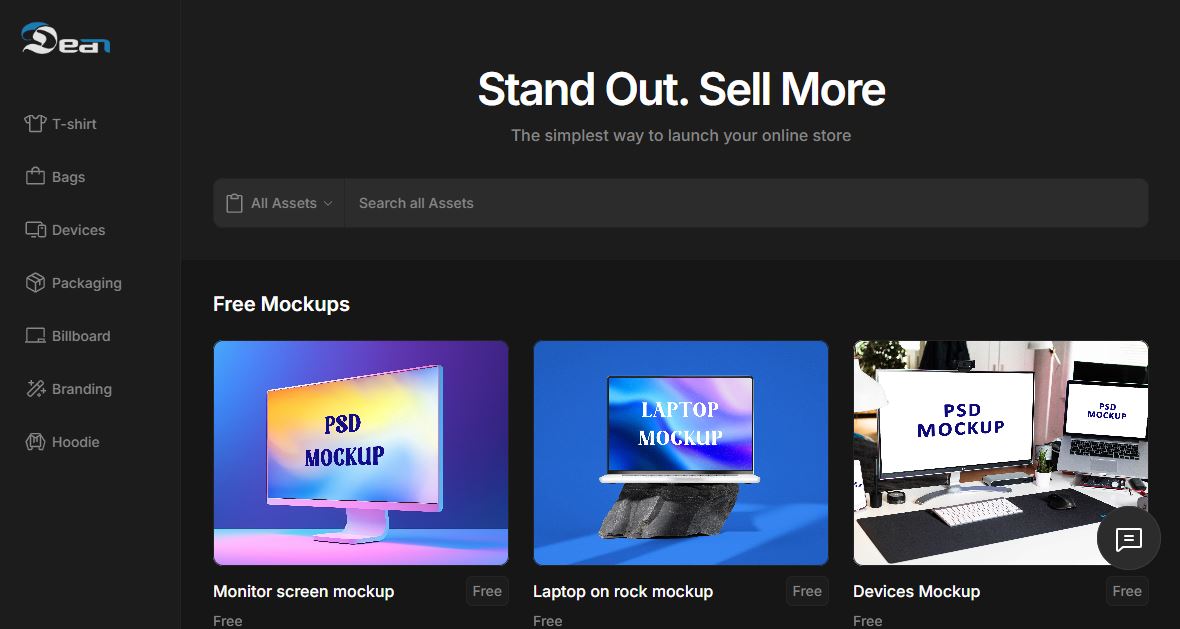 Dean
T-shirt
Bags
Devices
Packaging
Billboard
Branding
Hoodie
Stand Out. Sell More
The simplest way to launch your online store
All Assets
Search all Assets
Free Mockups
PSD
MOCKUP
LAPTOP
MOCKUP
PSD
MOCKUP
PSD
MOCKUP
Monitor screen mockup
Free
Free
Laptop on rock mockup
Free
Free
Devices Mockup
Free
Free